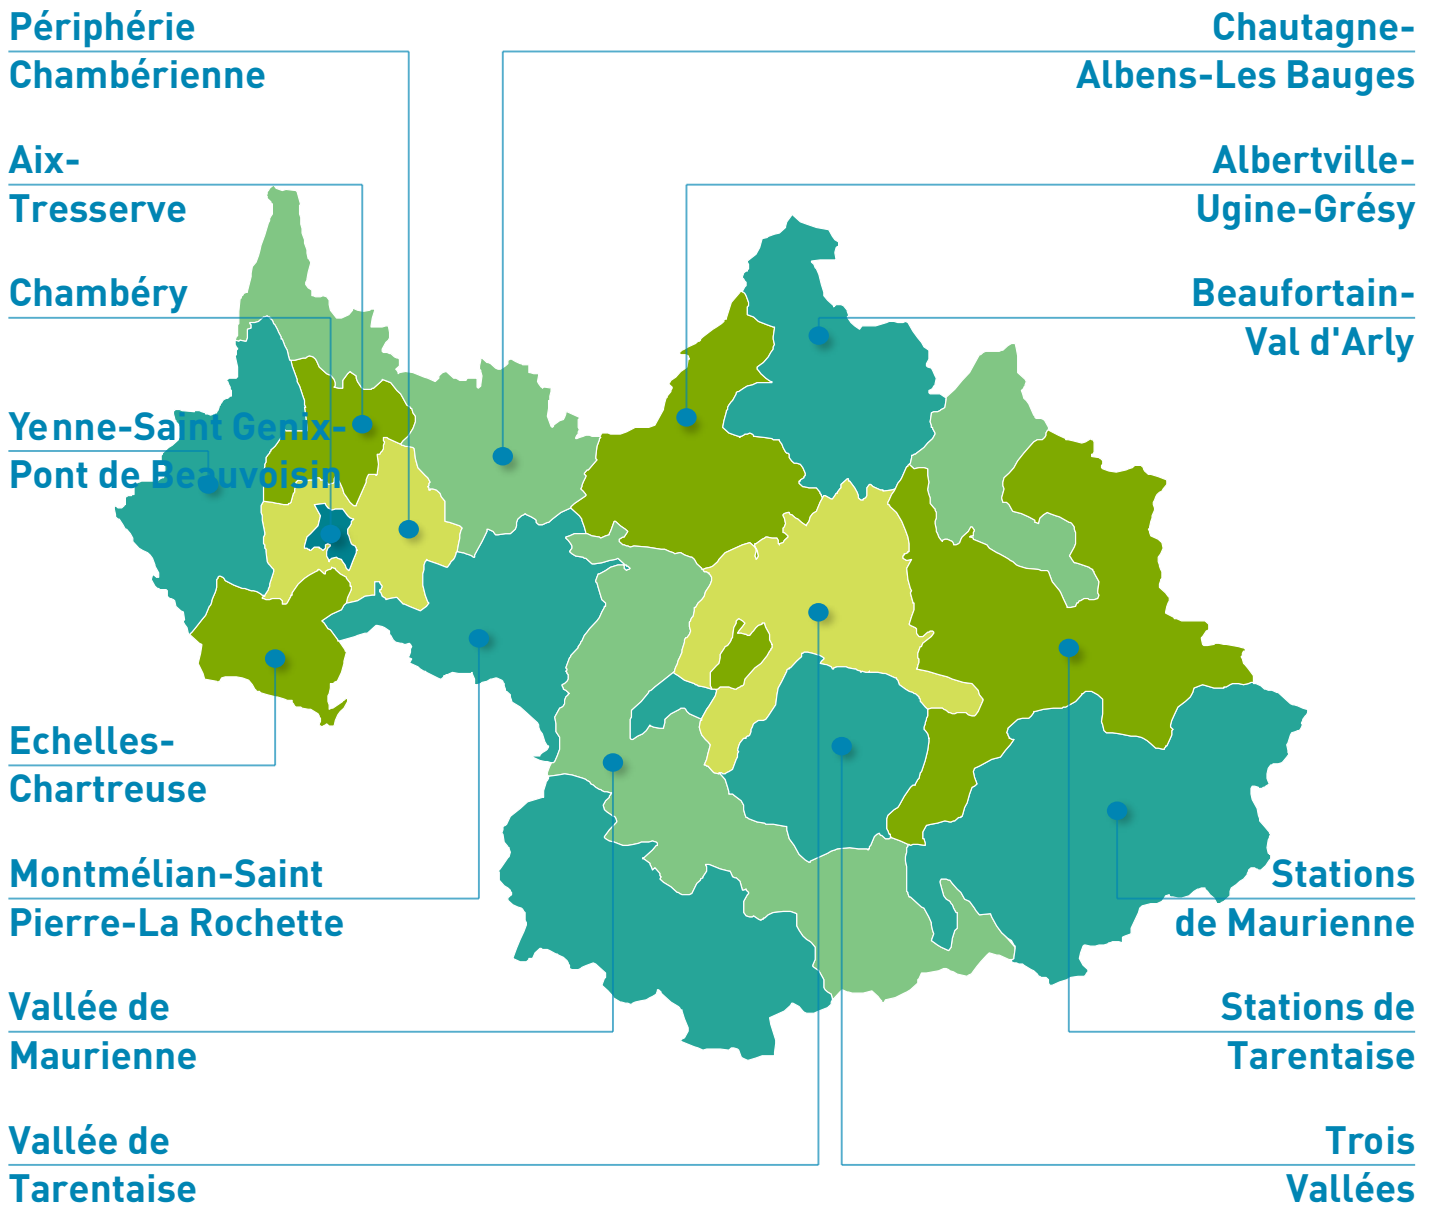 Périphérie
Chambérienne
Chautagne-
Albens-Les Bauges
Aix-
Tresserve
Albertville-
Ugine-Grésy
Chambéry
Beaufortain-
Val d'Arly
Yenne-Saint Genix-
Pont de Beauvoisin
Echelles-
Chartreuse
Montmélian-Saint
Pierre-La Rochette
Stations
de Maurienne
Vallée de
Maurienne
Stations de
Tarentaise
Vallée de
Tarentaise
Trois
Vallées